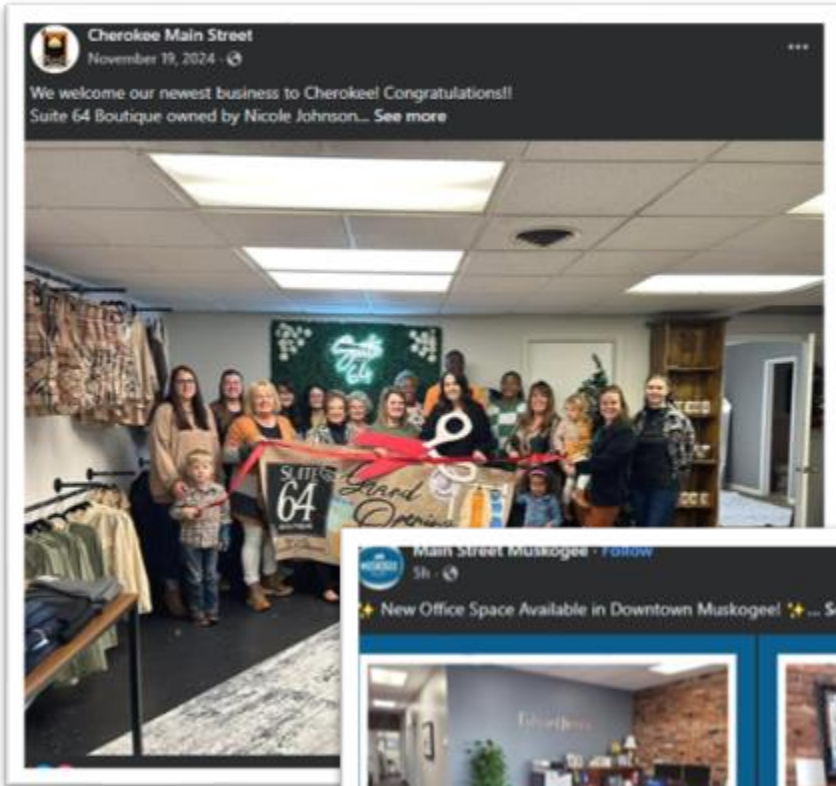 Cherokee Main Street
November 19, 2024
We welcome our newest business to Cherokee! Congratulations!!
Suite 64 Boutique owned by Nicole Johnson... See more
Suite
64
SUITE
64
BOUTIQUE
Grand
Opening
Main Street Muskogee · Follow
5h
✨ New Office Space Available in Downtown Muskogee! ✨ ...
MUSKOGEE